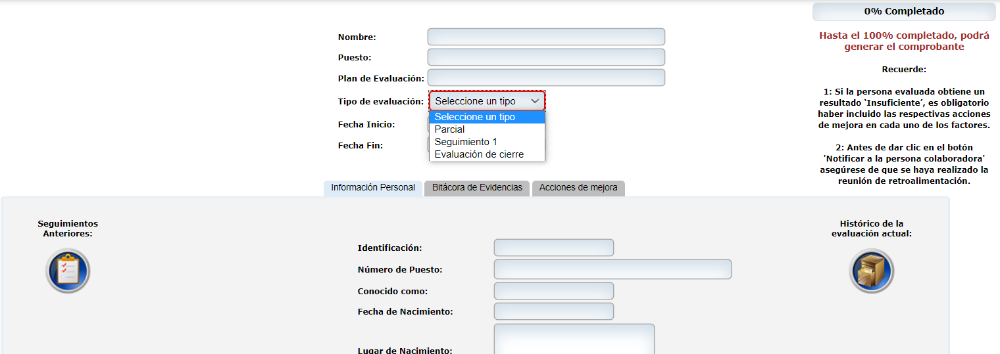 0% Completado
Hasta el 100% completado, podrá
generar el comprobante
Recuerde:
1: Si la persona evaluada obtiene un
resultado `Insuficiente´, es obligatorio
haber incluido las respectivas acciones
de mejora en cada uno de los factores.
2: Antes de dar clic en el botón
'Notificar a la persona colaboradora'
asegúrese de que se haya realizado la
reunión de retroalimentación.
Nombre:
Puesto:
Plan de Evaluación:
Tipo de evaluación: Seleccione un tipo
Seleccione un tipo
Parcial
Seguimiento 1
Evaluación de cierre
Fecha Inicio:
Fecha Fin:
Información Personal Bitácora de Evidencias Acciones de mejora
Seguimientos
Anteriores:
Histórico de la
evaluación actual:
Identificación:
Número de Puesto:
Conocido como:
Fecha de Nacimiento:
Lugar de Nacimiento: